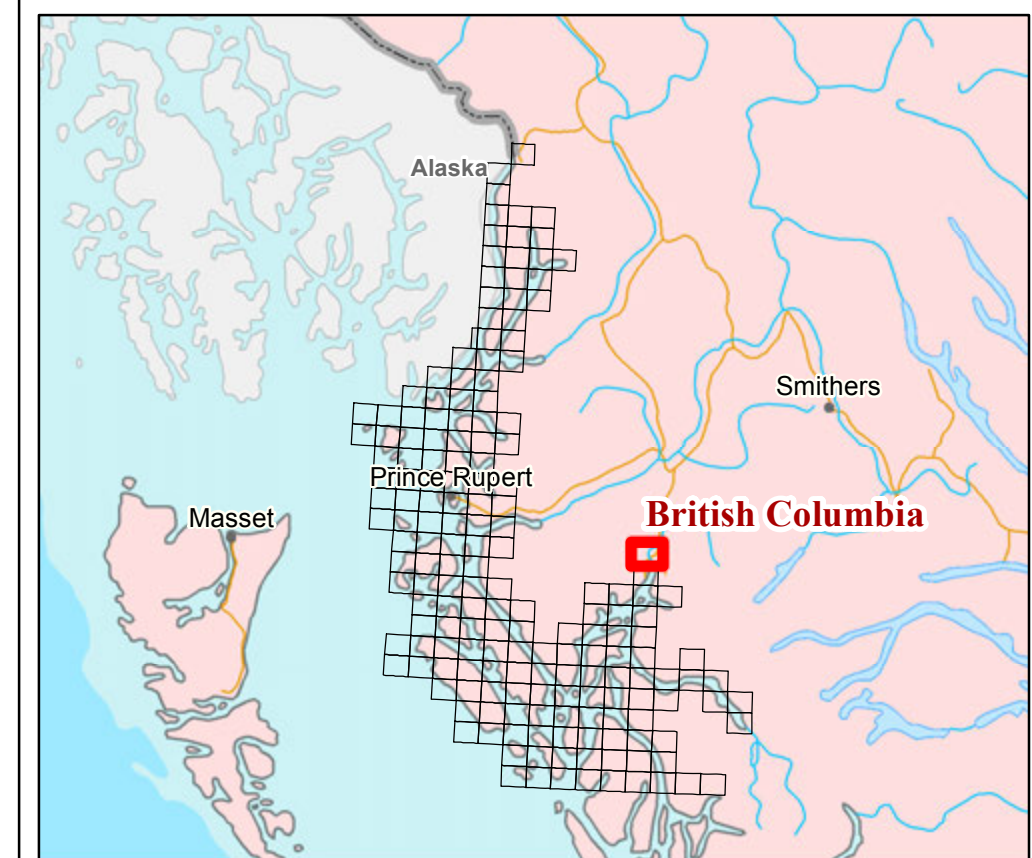 Alaska
Smithers
Prince Rupert
British Columbia
Masset